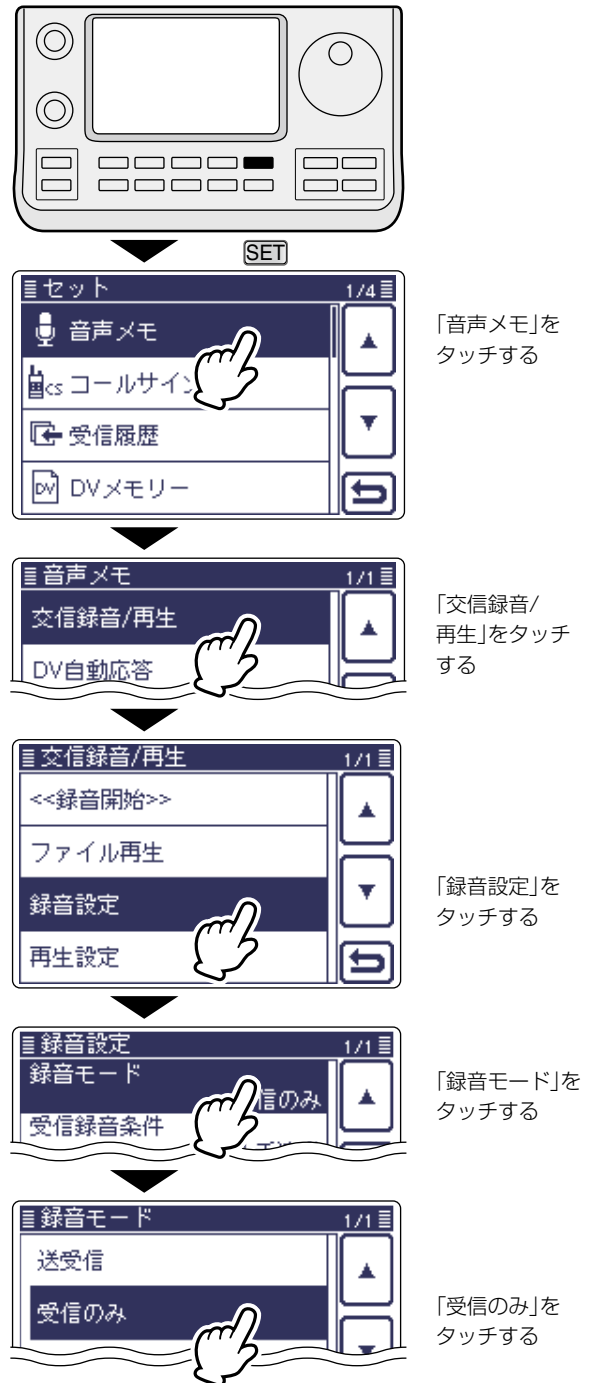 SET
セット 1/4
音声メモ
CS コールサイン
受信履歴
DV DVメモリー
「音声メモ」を
タッチする
音声メモ 1/1
交信録音/再生
DV自動応答
「交信録音/
再生」をタッチ
する
交信録音/再生 1/1
<<録音開始>>
ファイル再生
録音設定
再生設定
「録音設定」を
タッチする
録音設定 1/1
録音モード
信のみ
受信録音条件
「録音モード」を
タッチする
録音モード 1/1
送受信
受信のみ
「受信のみ」を
タッチする